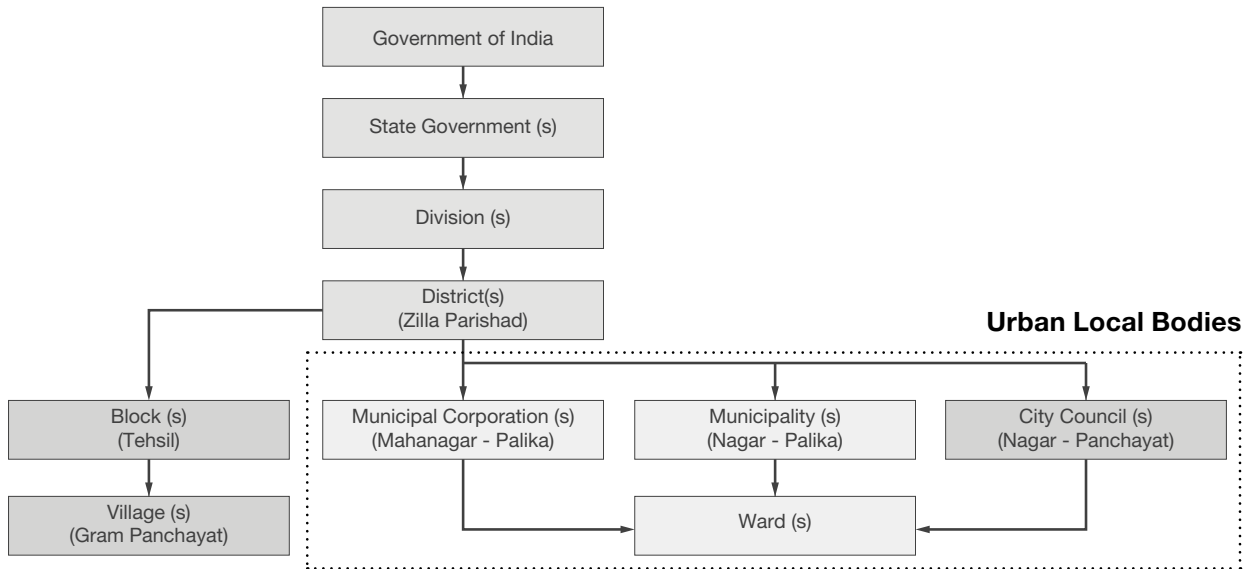 Government of India
State Government (s)
Division (s)
District(s)
(Zilla Parishad)
Urban Local Bodies
Block (s)
(Tehsil)
Municipal Corporation (s)
(Mahanagar - Palika)
Municipality (s)
(Nagar - Palika)
City Council (s)
(Nagar - Panchayat)
Village (s)
(Gram Panchayat)
Ward (s)